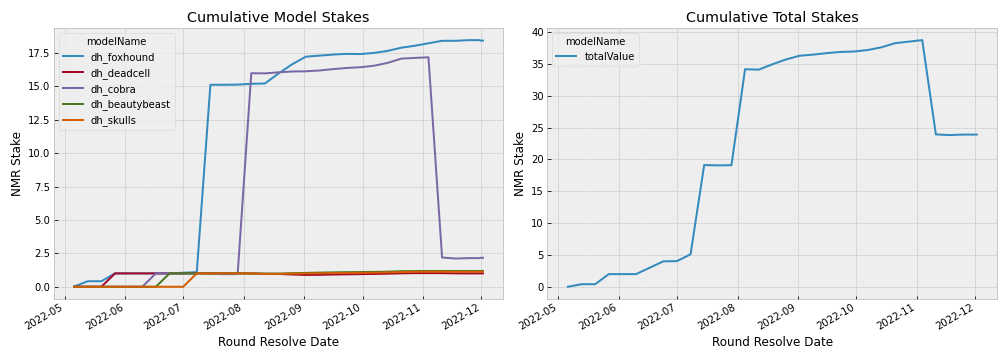 Cumulative Model Stakes
NMR Stake
17.5
15.0
12.5
10.0
7.5
5.0
2.5
0.0
modelName
dh_foxhound
dh_deadcell
dh_cobra
dh_beautybeast
dh_skulls
2022-05
2022-06
2022-07
2022-08
2022-09
2022-10
2022-11
2022-12
Round Resolve Date
Cumulative Total Stakes
NMR Stake
40
35
30
25
20
15
10
5
0
modelName
totalValue
2022-05
2022-06
2022-07
2022-08
2022-09
2022-10
2022-11
2022-12
Round Resolve Date